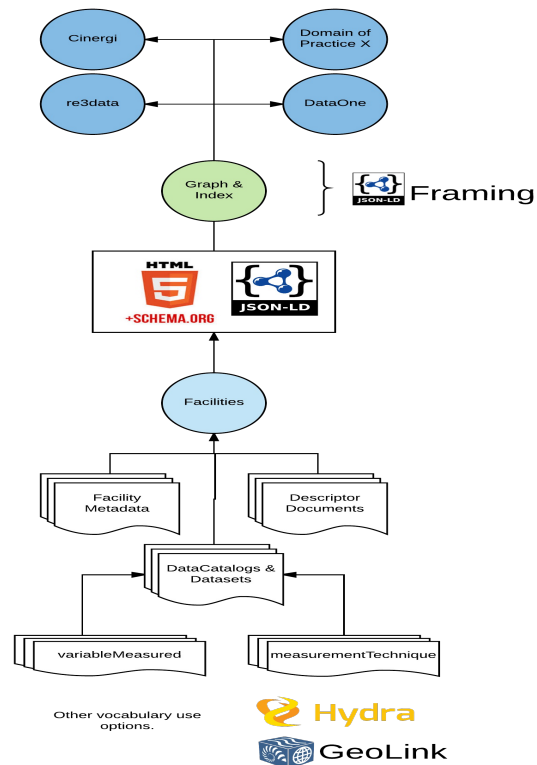 Cinergi
Domain of
Practice X
re3data
DataOne
Graph &
Index
{ }
JSON-LD
Framing
HTML
5
+SCHEMA.ORG
{ }
JSON-LD
Facilities
Facility
Metadata
Descriptor
Documents
DataCatalogs &
Datasets
variableMeasured
measurementTechnique
Other vocabulary use
options.
Hydra
GeoLink